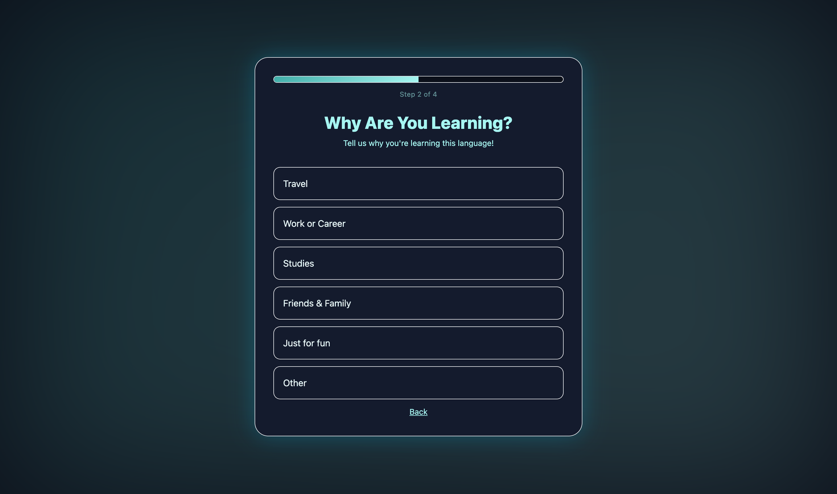 Step 2 of 4
Why Are You Learning?
Tell us why you're learning this language!
Travel
Work or Career
Studies
Friends & Family
Just for fun
Other
Back